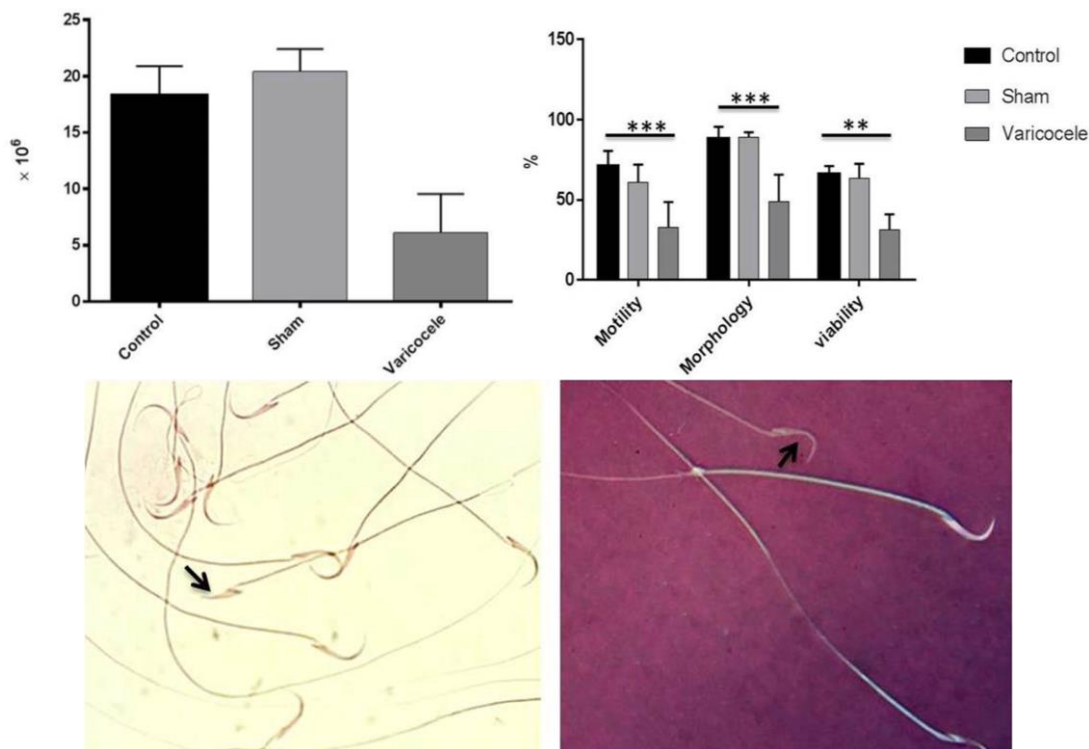 25
20
15
10
5
0
× 10⁶
Control
Sham
Varicocele
150
100
50
0
%
***
***
**
Motility
Morphology
viability
Control
Sham
Varicocele